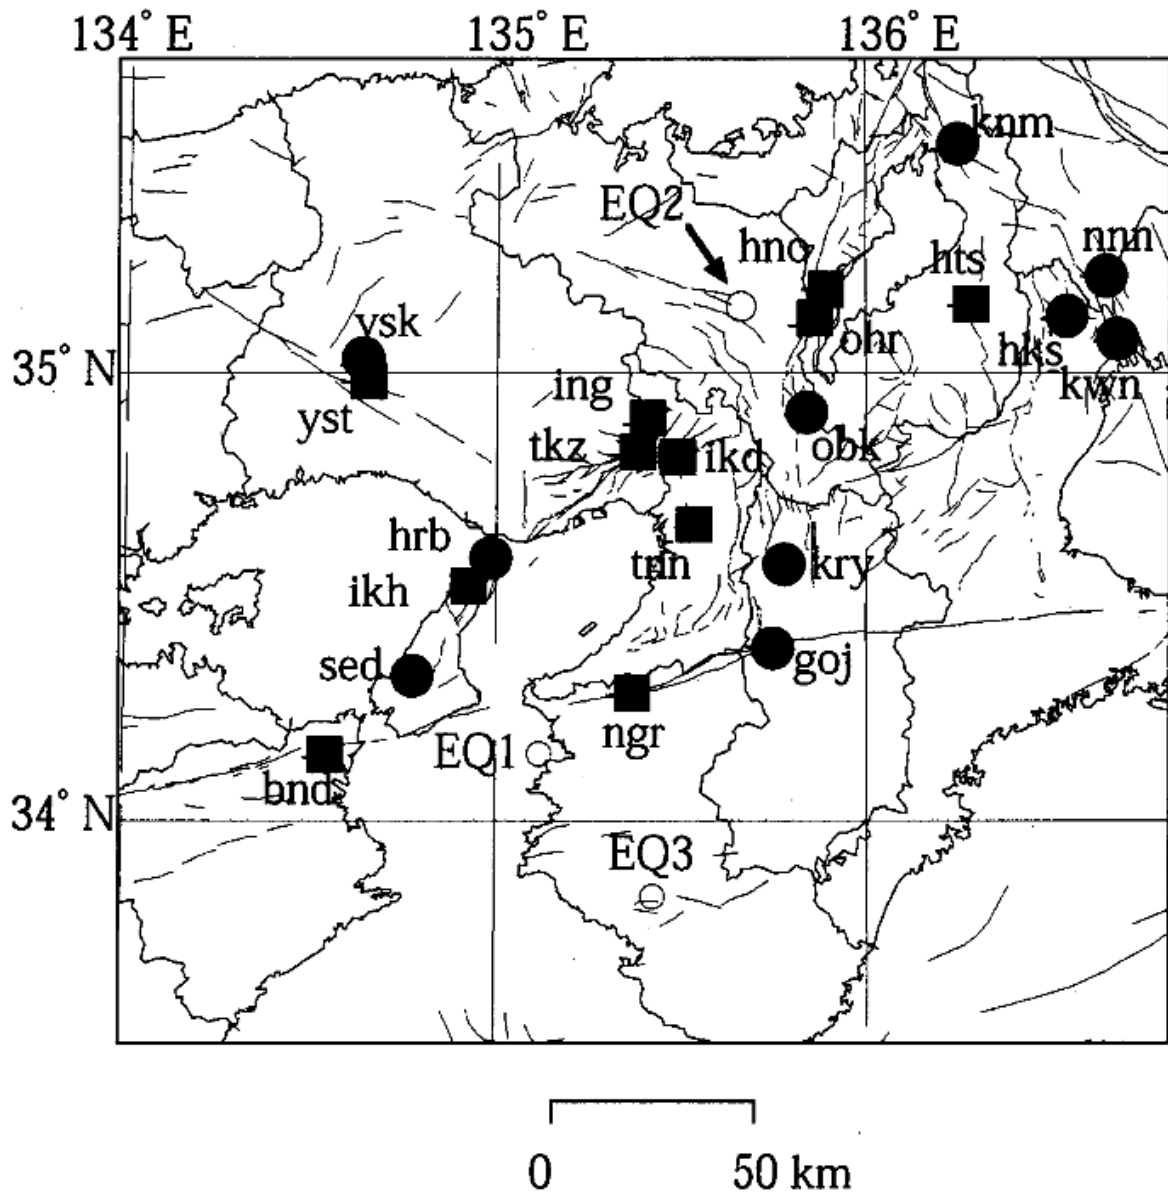 134° E 135° E 136° E
knm
EQ2
nnn
hno
hts
ysk
ohr
hks
35° N
kwn
ing
yst
obk
tkz
ikd
hrb
tnn
kry
ikh
sed
goj
ngr
EQ1
bnd
34° N
EQ3
0 50 km